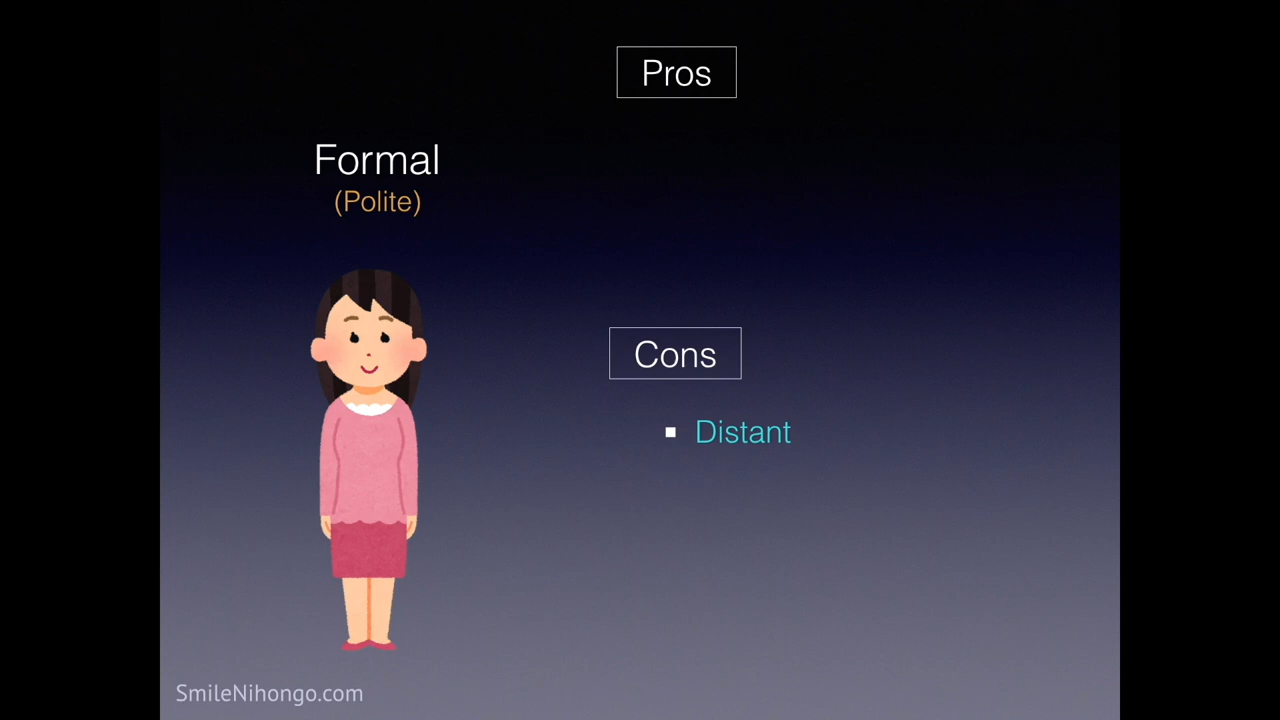 Pros
Formal
(Polite)
Cons
▪ Distant
SmileNihongo.com